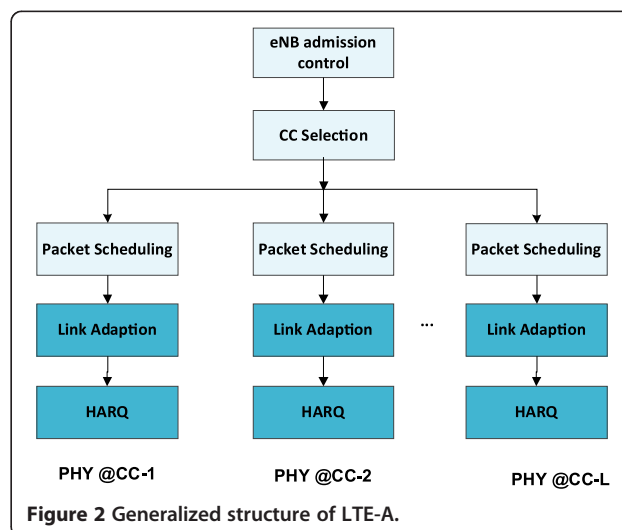 eNB admission
control
CC Selection
Packet Scheduling
Packet Scheduling
Packet Scheduling
Link Adaption
Link Adaption
...
Link Adaption
HARQ
HARQ
HARQ
PHY @CC-1
PHY @CC-2
PHY @CC-L
Figure 2 Generalized structure of LTE-A.